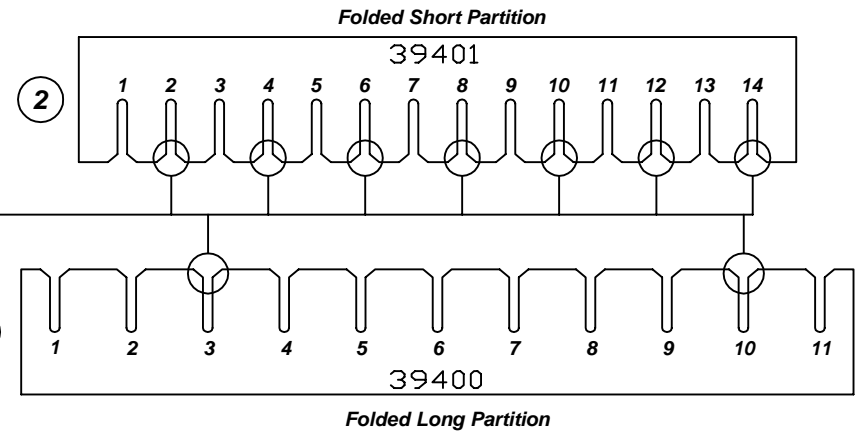 Folded Short Partition
39401
1 2 3 4 5 6 7 8 9 10 11 12 13 14
2
1 2 3 4 5 6 7 8 9 10 11
39400
Folded Long Partition